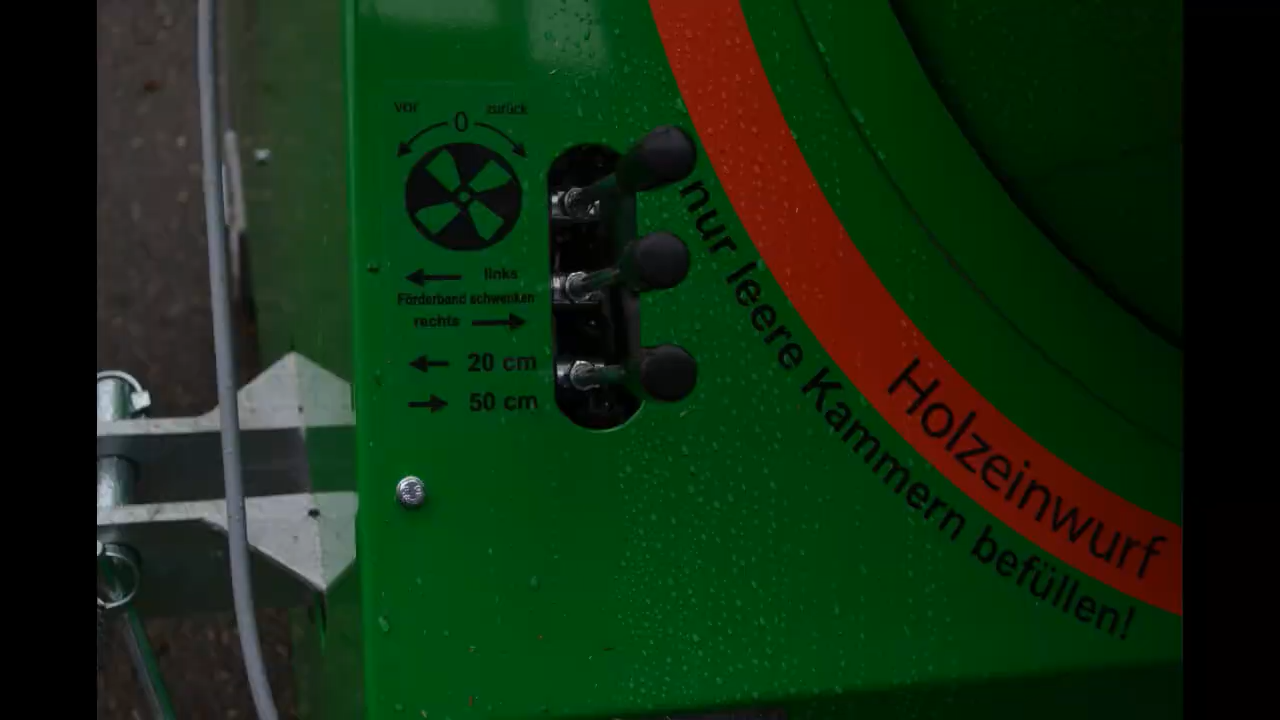 vor 0 zurück
← links
Förderband schwenken
rechts →
← 20 cm
→ 50 cm
nur leere Kammern befüllen!
Holzeinwurf